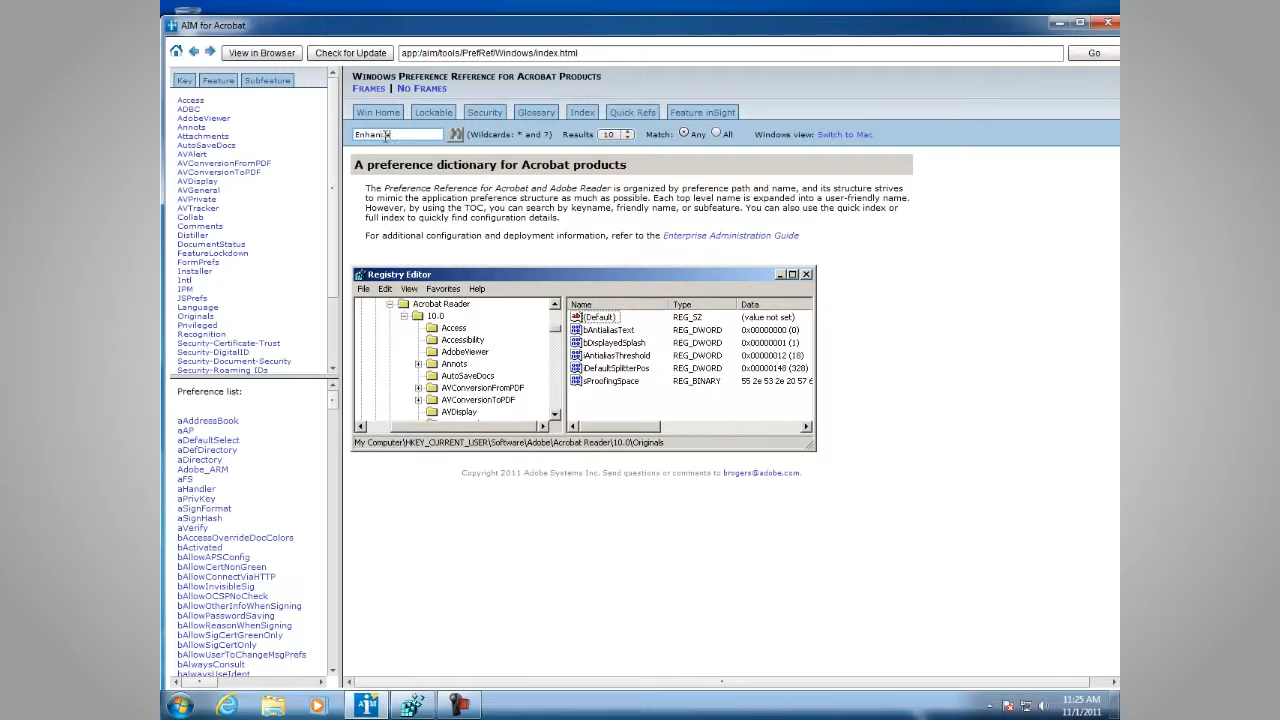 AIM for Acrobat
View in Browser
Check for Update
app:/aim/tools/PrefRef/Windows/index.html
Go
Key Feature Subfeature
Access
ADBC
AdobeViewer
Annots
Attachments
AutoSaveDocs
AVAlert
AVConversionFromPDF
AVConversionToPDF
AVDisplay
AVGeneral
AVPrivate
AVTracker
Collab
Comments
Distiller
DocumentStatus
FeatureLockdown
FormPrefs
Installer
Intl
IPM
JSPrefs
Language
Originals
Privileged
Recognition
Security-Certificate-Trust
Security-DigitalID
Security-Document-Security
Security-Roaming IDs
Preference list:
aAddressBook
aAP
aDefaultSelect
aDefDirectory
aDirectory
Adobe_ARM
aFS
aHandler
aPrivKey
aSignFormat
aSignHash
aVerify
bAccessOverrideDocColors
bActivated
bAllowAPSConfig
bAllowCertNonGreen
bAllowConnectViaHTTP
bAllowInvisibleSig
bAllowOCSPNoCheck
bAllowOtherInfoWhenSigning
bAllowPasswordSaving
bAllowReasonWhenSigning
bAllowSigCertGreenOnly
bAllowSigCertOnly
bAllowUserToChangeMsgPrefs
bAlwaysConsult
balwaysUseIdent
WINDOWS PREFERENCE REFERENCE FOR ACROBAT PRODUCTS
FRAMES | NO FRAMES
Win Home Lockable Security Glossary Index Quick Refs Feature inSight
(Wildcards: * and ?) Results 10 Match: Any All Windows view: Switch to Mac
A preference dictionary for Acrobat products
The Preference Reference for Acrobat and Adobe Reader is organized by preference path and name, and its structure strives
to mimic the application preference structure as much as possible. Each top level name is expanded into a user-friendly name.
However, by using the TOC, you can search by keyname, friendly name, or subfeature. You can also use the quick index or
full index to quickly find configuration details.
For additional configuration and deployment information, refer to the Enterprise Administration Guide
Registry Editor
File Edit View Favorites Help
Acrobat Reader
10.0
Access
Accessibility
AdobeViewer
Annots
AutoSaveDocs
AVConversionFromPDF
AVConversionToPDF
AVDisplay
Name Type Data
(Default) REG_SZ (value not set)
bAntialiasText REG_DWORD 0x00000000 (0)
bDisplayedSplash REG_DWORD 0x00000001 (1)
iAntialiasThreshold REG_DWORD 0x00000012 (18)
iDefaultSplitterPos REG_DWORD 0x00000148 (328)
sProofingSpace REG_BINARY 55 2e 53 2e 20 57 6
My Computer\HKEY_CURRENT_USER\Software\Adobe\Acrobat Reader\10.0\Originals
Copyright 2011 Adobe Systems Inc. Send questions or comments to brogers@adobe.com.
11:25 AM
11/1/2011